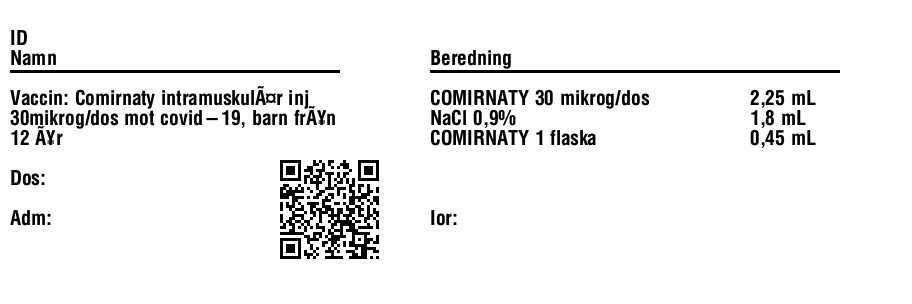 ID
Namn
Vaccin: Comirnaty intramuskulÃ¤r inj
30mikrog/dos mot covid–19, barn frÃ¥n
12 Ã¥r
Dos:
Adm:
Beredning
COMIRNATY 30 mikrog/dos 2,25 mL
NaCl 0,9% 1,8 mL
COMIRNATY 1 flaska 0,45 mL
Ior: